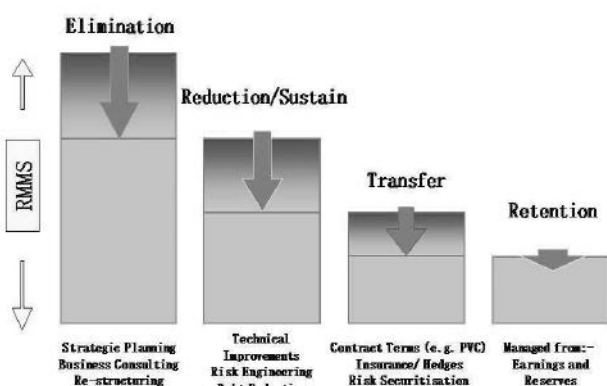 Elimination
Reduction/Sustain
Transfer
Retention
RMMS
Strategic Planning
Business Consulting
Re-structuring
Technical
Improvements
Risk Engineering
Contract Terms (e.g. PVC)
Insurance/ Hedges
Risk Securitisation
Managed from:-
Earnings and
Reserves